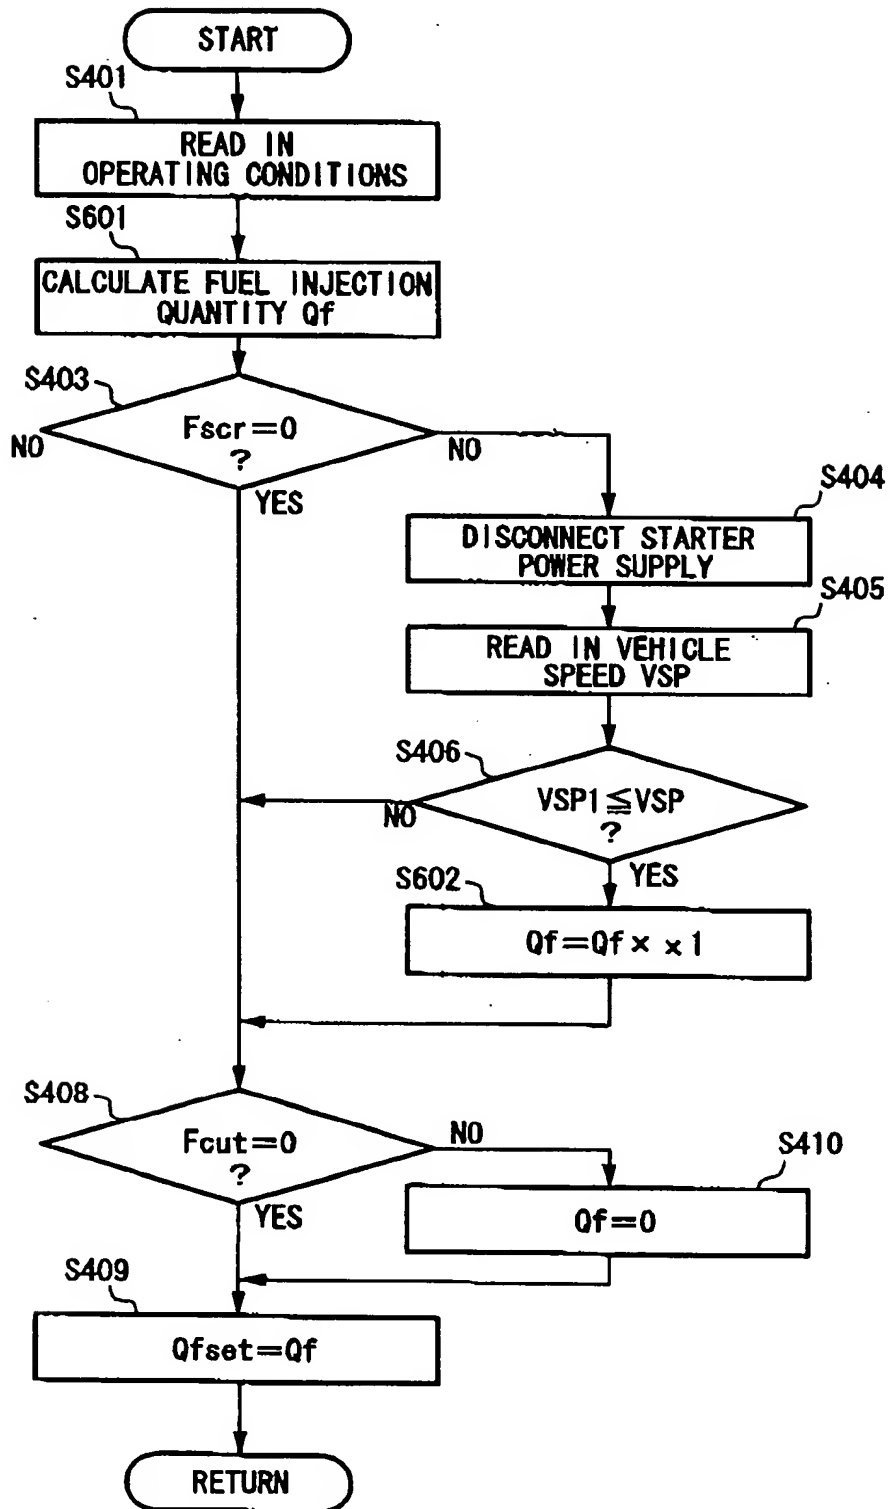 START
S401
READ IN
OPERATING CONDITIONS
S601
CALCULATE FUEL INJECTION
QUANTITY Qf
S403
Fscr=0
?
NO
NO
YES
S404
DISCONNECT STARTER
POWER SUPPLY
S405
READ IN VEHICLE
SPEED VSP
S406
VSP1≦VSP
?
NO
YES
S602
Qf=Qf× ×1
S408
Fcut=0
?
NO
YES
S410
Qf=0
S409
Qfset=Qf
RETURN